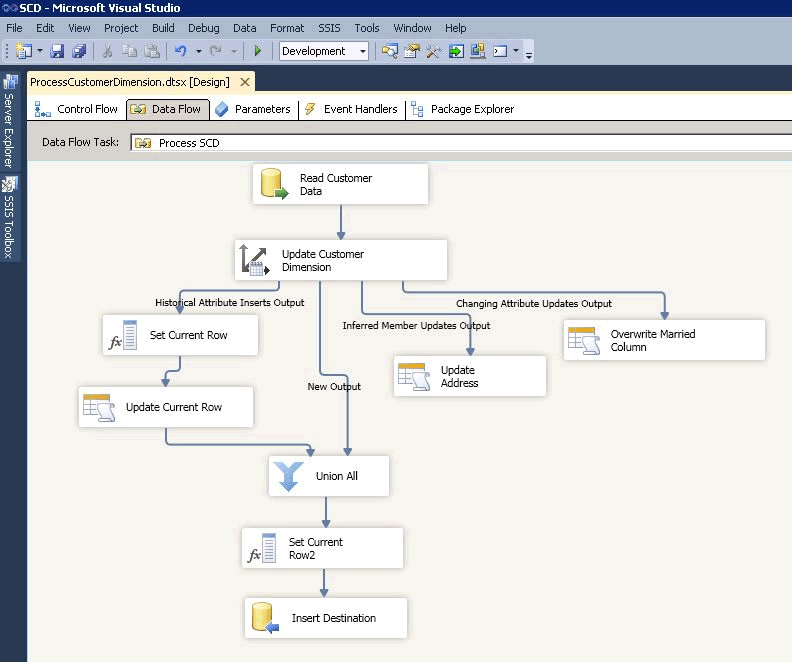 SCD - Microsoft Visual Studio
File Edit View Project Build Debug Data Format SSIS Tools Window Help
Development
ProcessCustomerDimension.dtsx [Design]
Control Flow Data Flow Parameters Event Handlers Package Explorer
Data Flow Task: Process SCD
Server Explorer
SSIS Toolbox
Read Customer
Data
Update Customer
Dimension
Historical Attribute Inserts Output
Changing Attribute Updates Output
Inferred Member Updates Output
Set Current Row
Overwrite Married
Column
Update
Address
New Output
Update Current Row
Union All
Set Current
Row2
Insert Destination